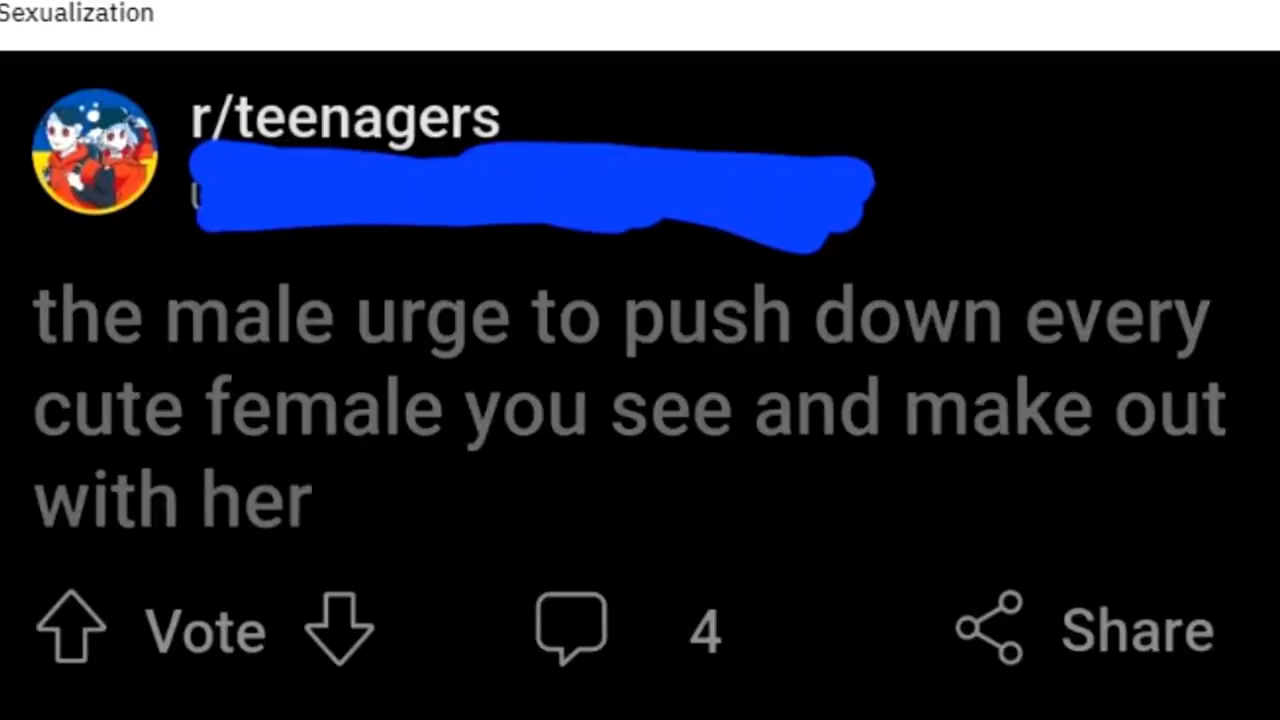 Sexualization
r/teenagers
the male urge to push down every
cute female you see and make out
with her
Vote
4
Share